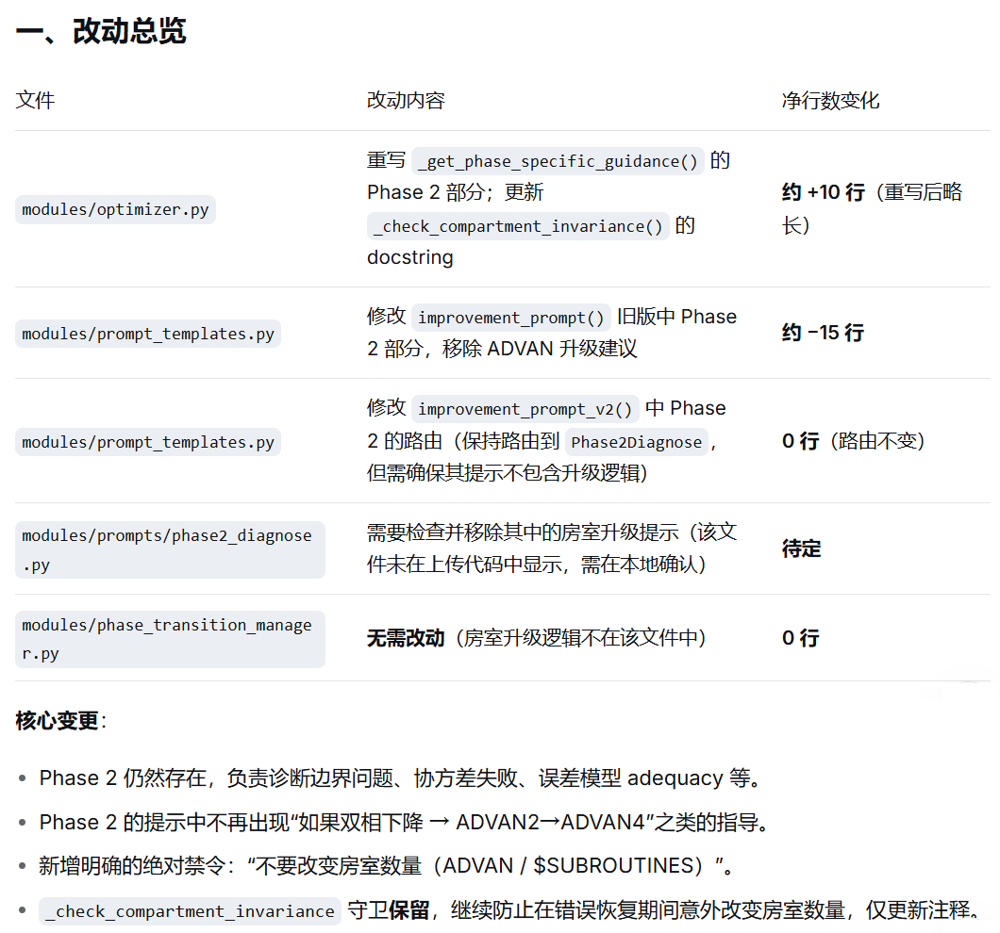 一、改动总览
文件 改动内容 净行数变化
重写 _get_phase_specific_guidance() 的
Phase 2 部分；更新
_check_compartment_invariance() 的
docstring
modules/optimizer.py
约 +10 行（重写后略
长）
修改 improvement_prompt() 旧版中 Phase
2 部分，移除 ADVAN 升级建议
modules/prompt_templates.py
约 −15 行
修改 improvement_prompt_v2() 中 Phase
2 的路由（保持路由到 Phase2Diagnose，
但需确保其提示不包含升级逻辑）
modules/prompt_templates.py
0 行（路由不变）
modules/prompts/phase2_diagnose
.py
需要检查并移除其中的房室升级提示（该文
件未在上传代码中显示，需在本地确认）
待定
modules/phase_transition_manage
r.py
无需改动（房室升级逻辑不在该文件中）
0 行
核心变更：
• Phase 2 仍然存在，负责诊断边界问题、协方差失败、误差模型 adequacy 等。
• Phase 2 的提示中不再出现“如果双相下降 → ADVAN2→ADVAN4”之类的指导。
• 新增明确的绝对禁令：“不要改变房室数量（ADVAN / $SUBROUTINES）”。
• _check_compartment_invariance 守卫保留，继续防止在错误恢复期间意外改变房室数量，仅更新注释。